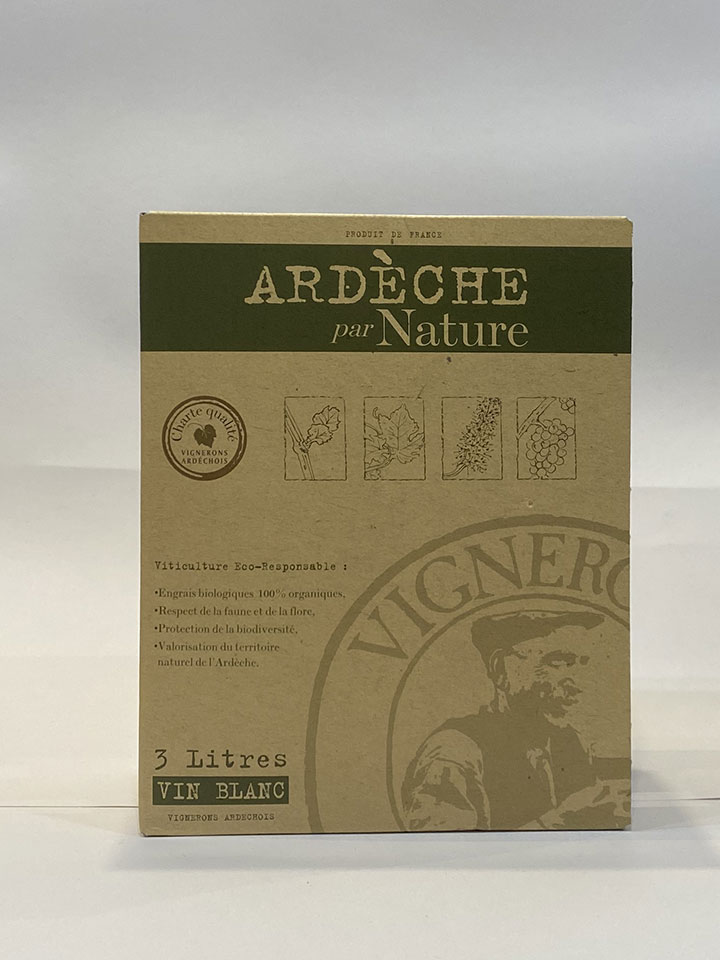 PRODUIT DE FRANCE
ARDÈCHE
par Nature
Charte qualité
VIGNERONS
ARDÉCHOIS
Viticulture Eco-Responsable :
•Engrais biologiques 100% organiques,
•Respect de la faune et de la flore,
•Protection de la biodiversité,
•Valorisation du territoire
naturel de l'Ardèche.
VIGNERO
3 Litres
VIN BLANC
VIGNERONS ARDECHOIS